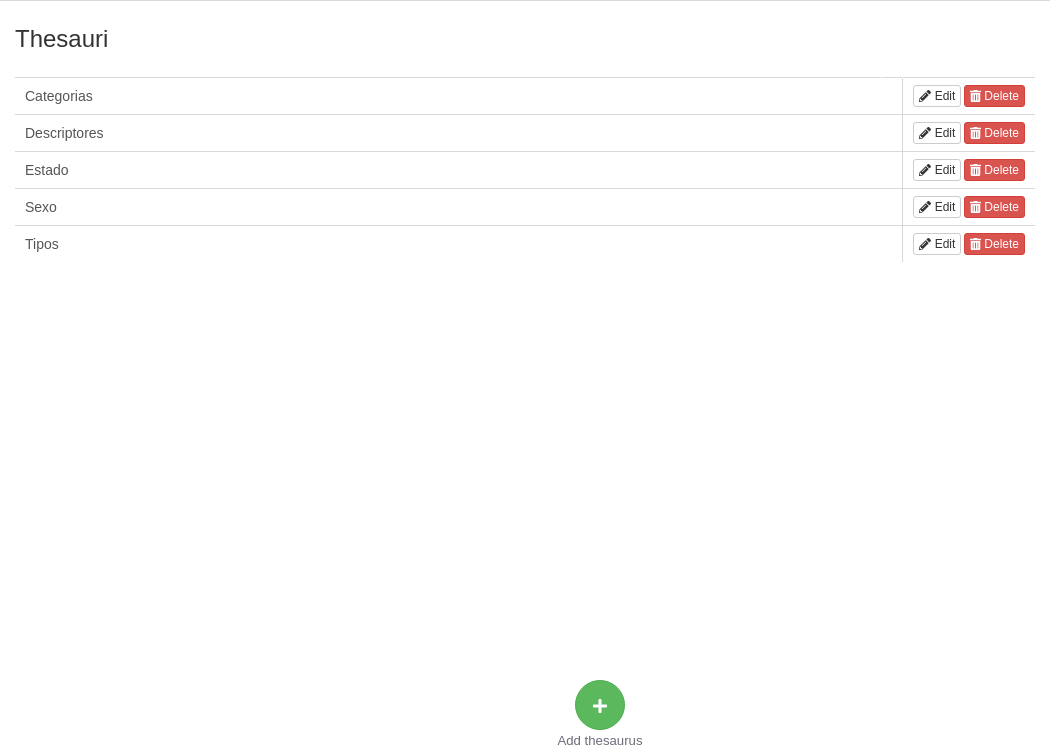 Thesauri
Categorias Edit Delete
Descriptores Edit Delete
Estado Edit Delete
Sexo Edit Delete
Tipos Edit Delete
Add thesaurus